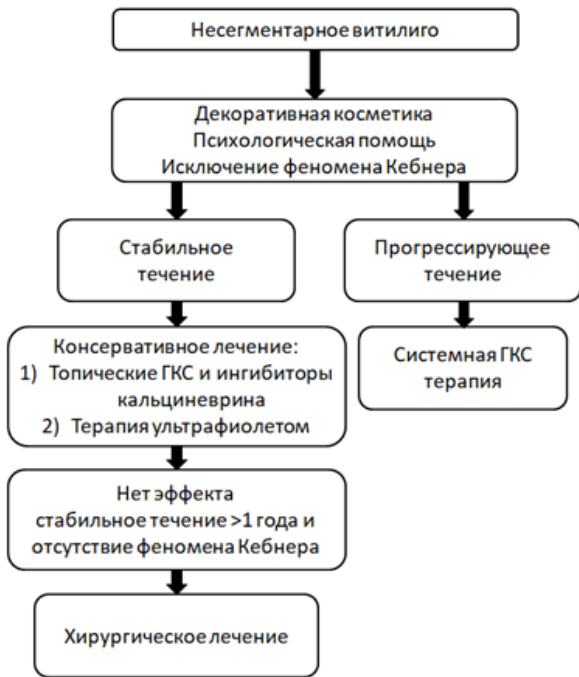 Несегментарное витилиго
Декоративная косметика
Психологическая помощь
Исключение феномена Кебнера
Стабильное
течение
Прогрессирующее
течение
Консервативное лечение:
1) Топические ГКС и ингибиторы
кальциневрина
2) Терапия ультрафиолетом
Системная ГКС
терапия
Нет эффекта
стабильное течение >1 года и
отсутствие феномена Кебнера
Хирургическое лечение